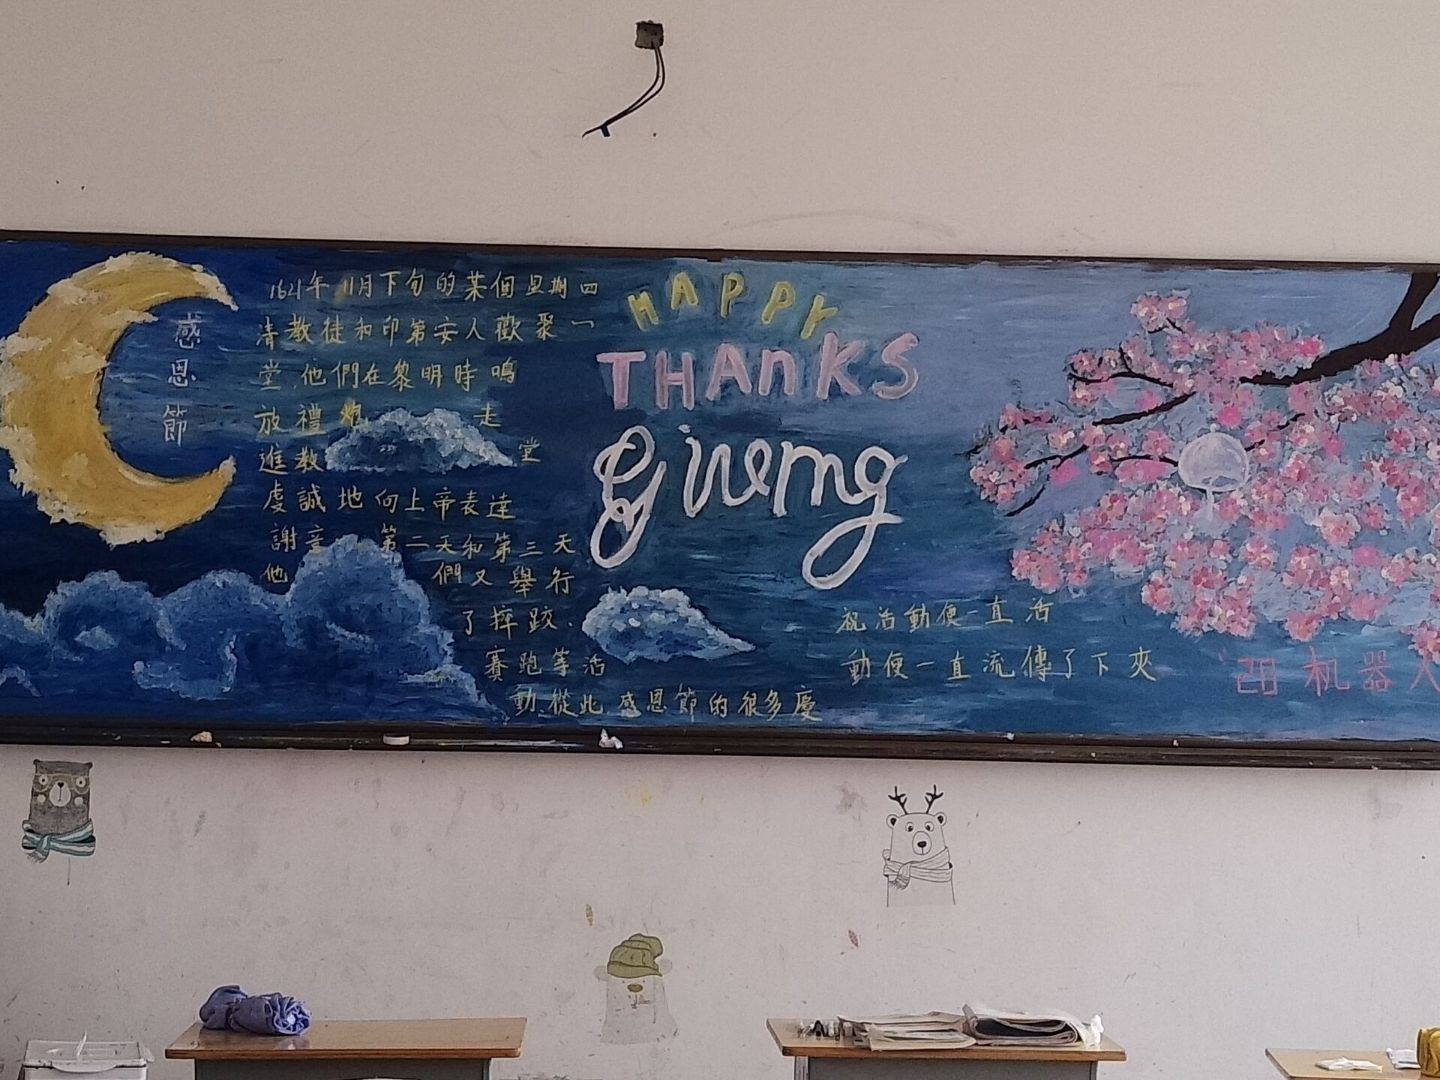 感恩節
1621年11月下旬的某個星期四
清教徒和印第安人歡聚一
堂.他們在黎明時鳴
放禮炮 走
進教 堂
虔誠地向上帝表達
謝意 第二天和第三天
他 們又舉行
了摔跤、
賽跑等活
動從此感恩節的很多慶
祝活動便一直活
動便一直流傳了下夾
HAPPY
THANKS
Giveing
20机器人